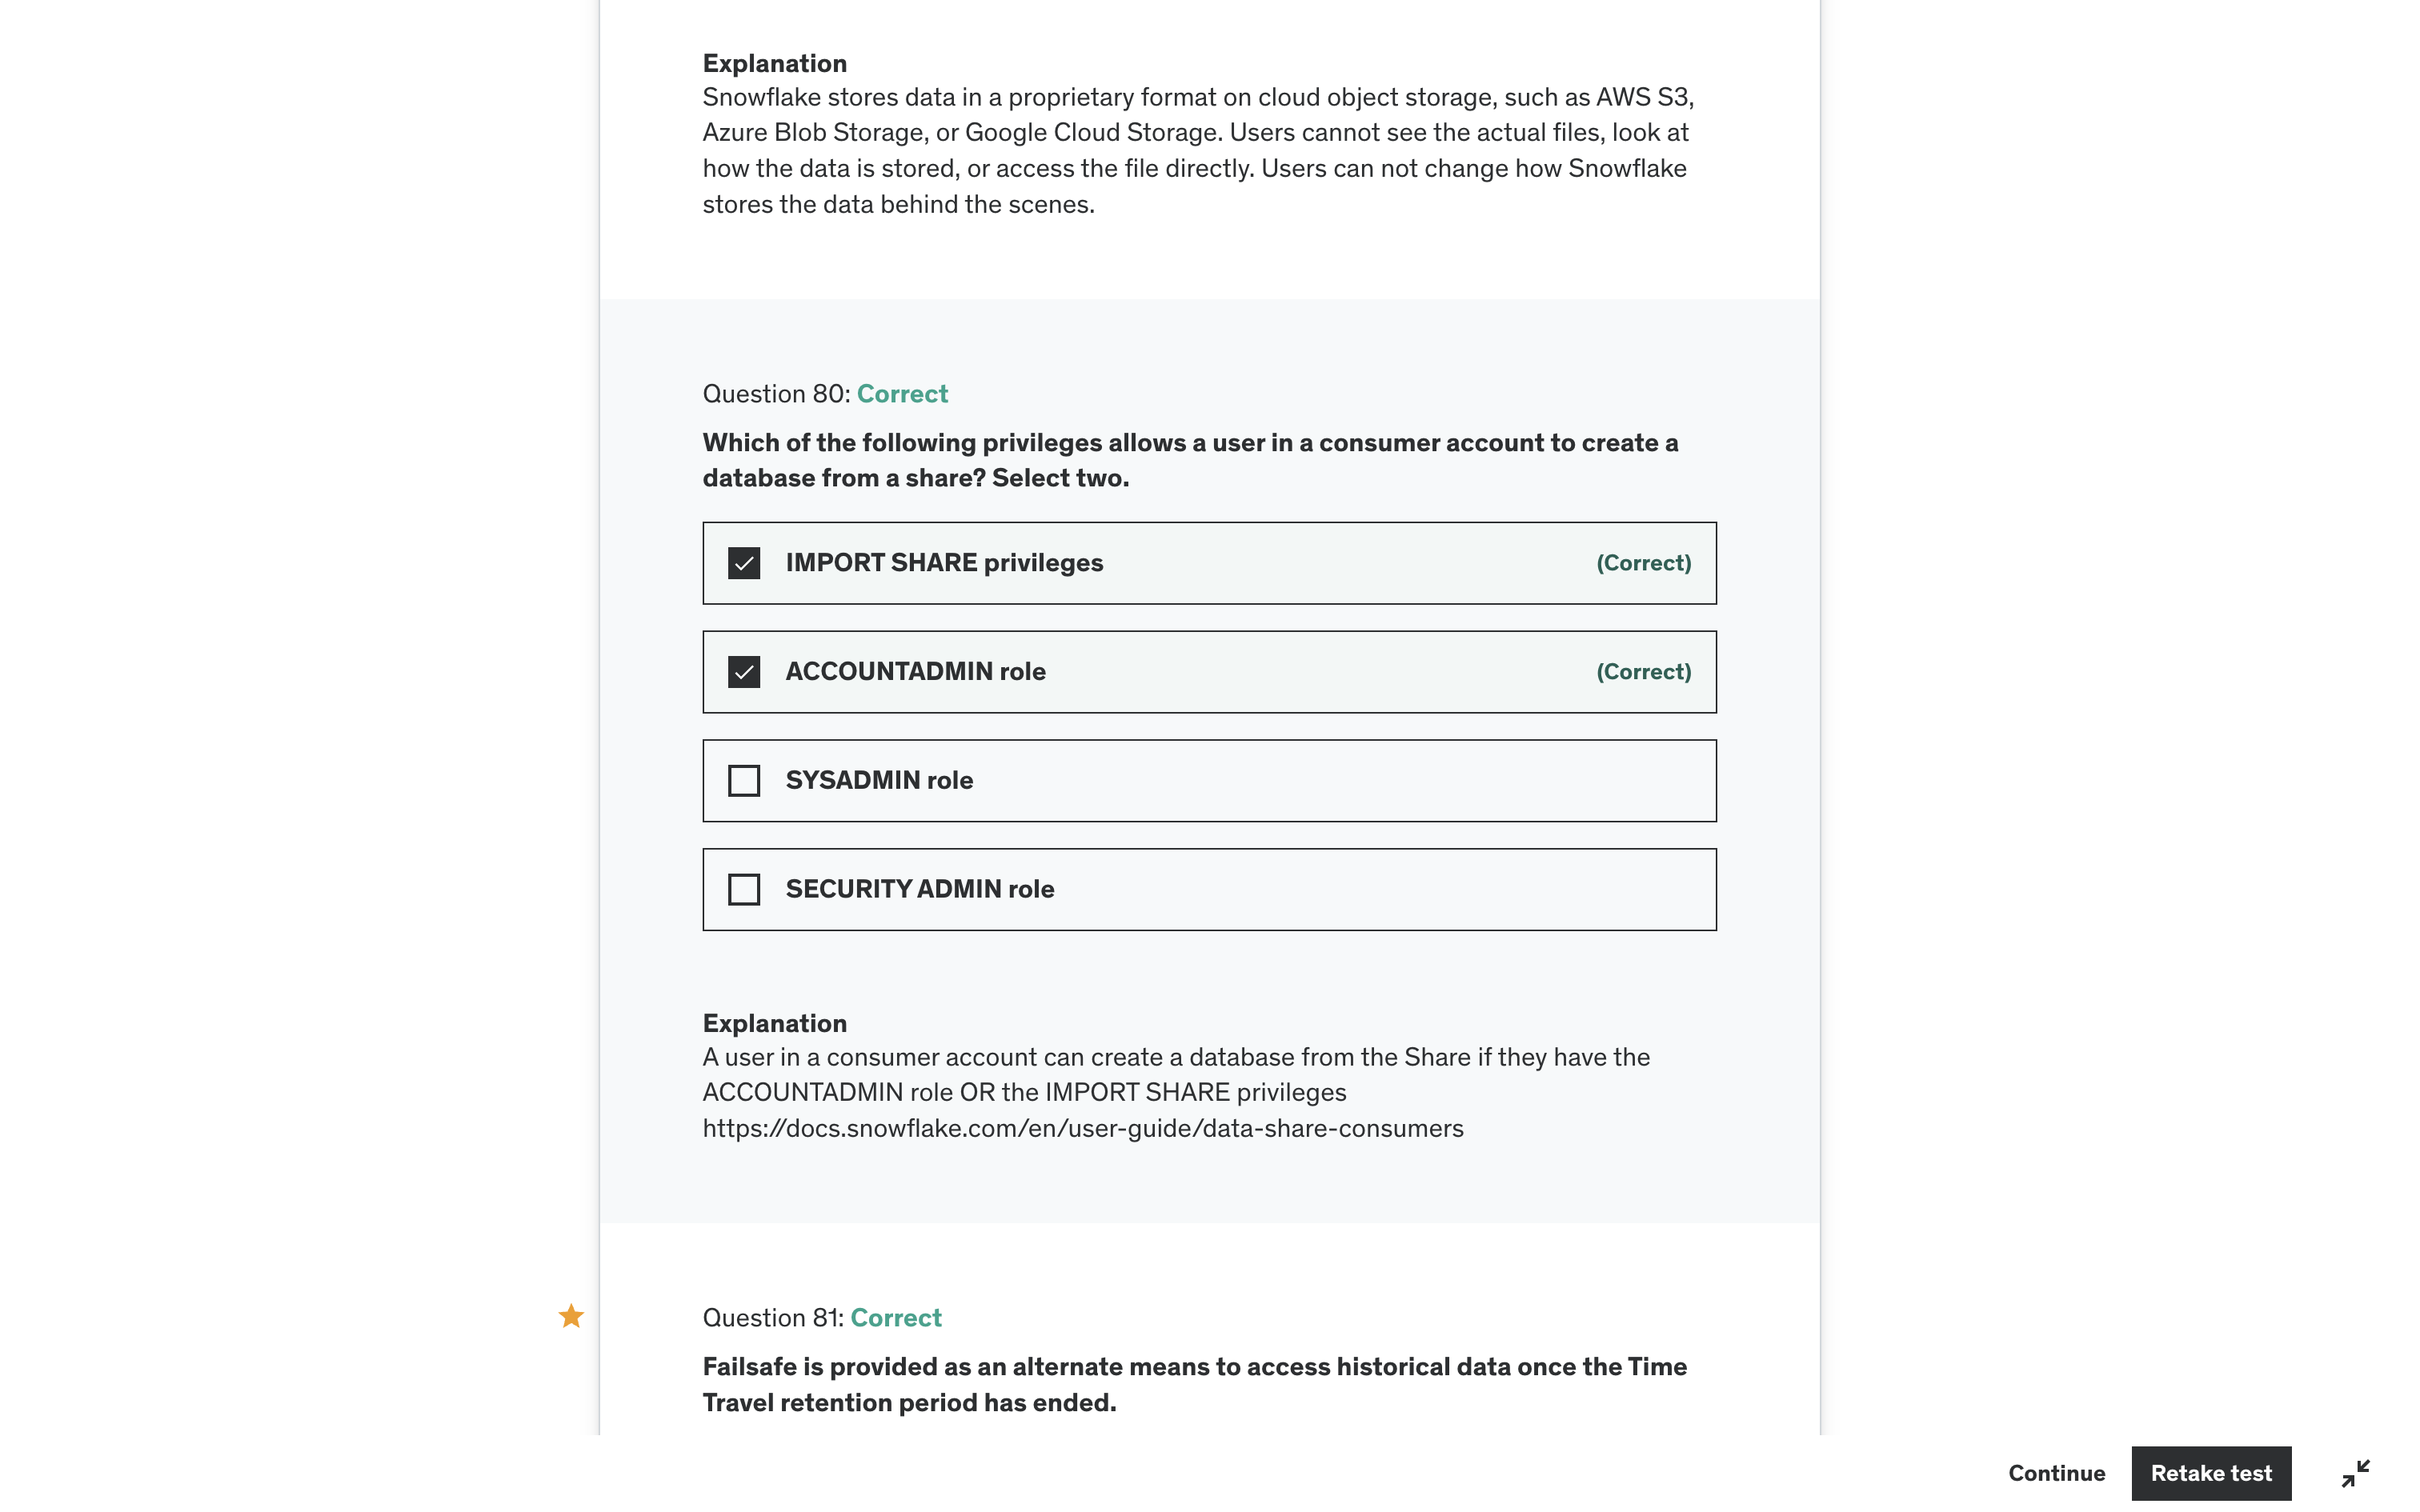 Explanation
Snowflake stores data in a proprietary format on cloud object storage, such as AWS S3,
Azure Blob Storage, or Google Cloud Storage. Users cannot see the actual files, look at
how the data is stored, or access the file directly. Users can not change how Snowflake
stores the data behind the scenes.
Question 80: Correct
Which of the following privileges allows a user in a consumer account to create a
database from a share? Select two.
IMPORT SHARE privileges (Correct)
ACCOUNTADMIN role (Correct)
SYSADMIN role
SECURITY ADMIN role
Explanation
A user in a consumer account can create a database from the Share if they have the
ACCOUNTADMIN role OR the IMPORT SHARE privileges
https://docs.snowflake.com/en/user-guide/data-share-consumers
Question 81: Correct
Failsafe is provided as an alternate means to access historical data once the Time
Travel retention period has ended.
Continue Retake test